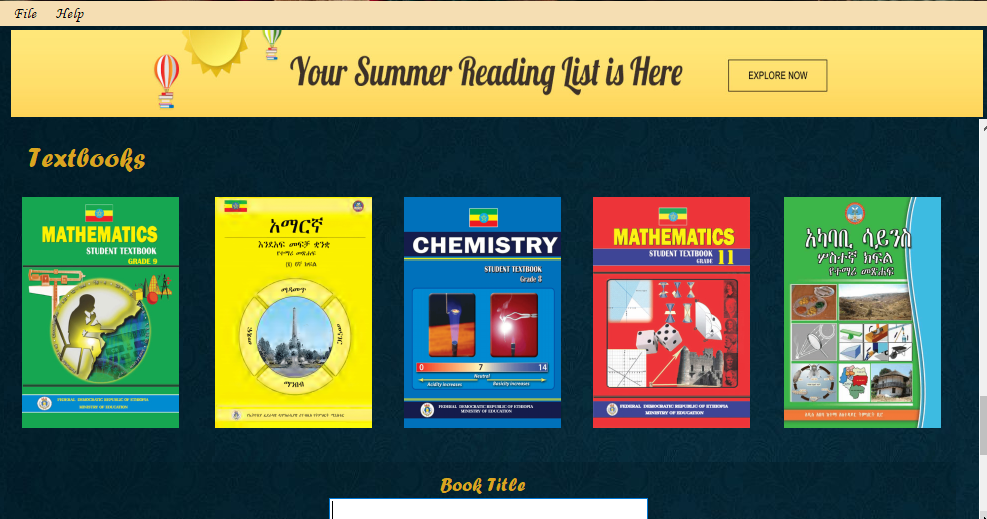 File Help
Your Summer Reading List is Here
EXPLORE NOW
Textbooks
MATHEMATICS
STUDENT TEXTBOOK
GRADE 9
FEDERAL DEMOCRATIC REPUBLIC OF ETHIOPIA
MINISTRY OF EDUCATION
አማርኛ
እንደአፍ መፍቻ ቋንቋ
የተማሪ መጽሐፍ
ማዳመጥ
ማንበብ
CHEMISTRY
STUDENT TEXTBOOK
Grade 8
0 7 14
Neutral
Acidity increases Basicity increases
FEDERAL DEMOCRATIC REPUBLIC OF ETHIOPIA
MINISTRY OF EDUCATION
MATHEMATICS
STUDENT TEXTBOOK
GRADE 11
FEDERAL DEMOCRATIC REPUBLIC OF ETHIOPIA
MINISTRY OF EDUCATION
አካባቢ ሳይንስ
ሦስተኛ ክፍል
የተማሪ መጽሐፍ
Book Title